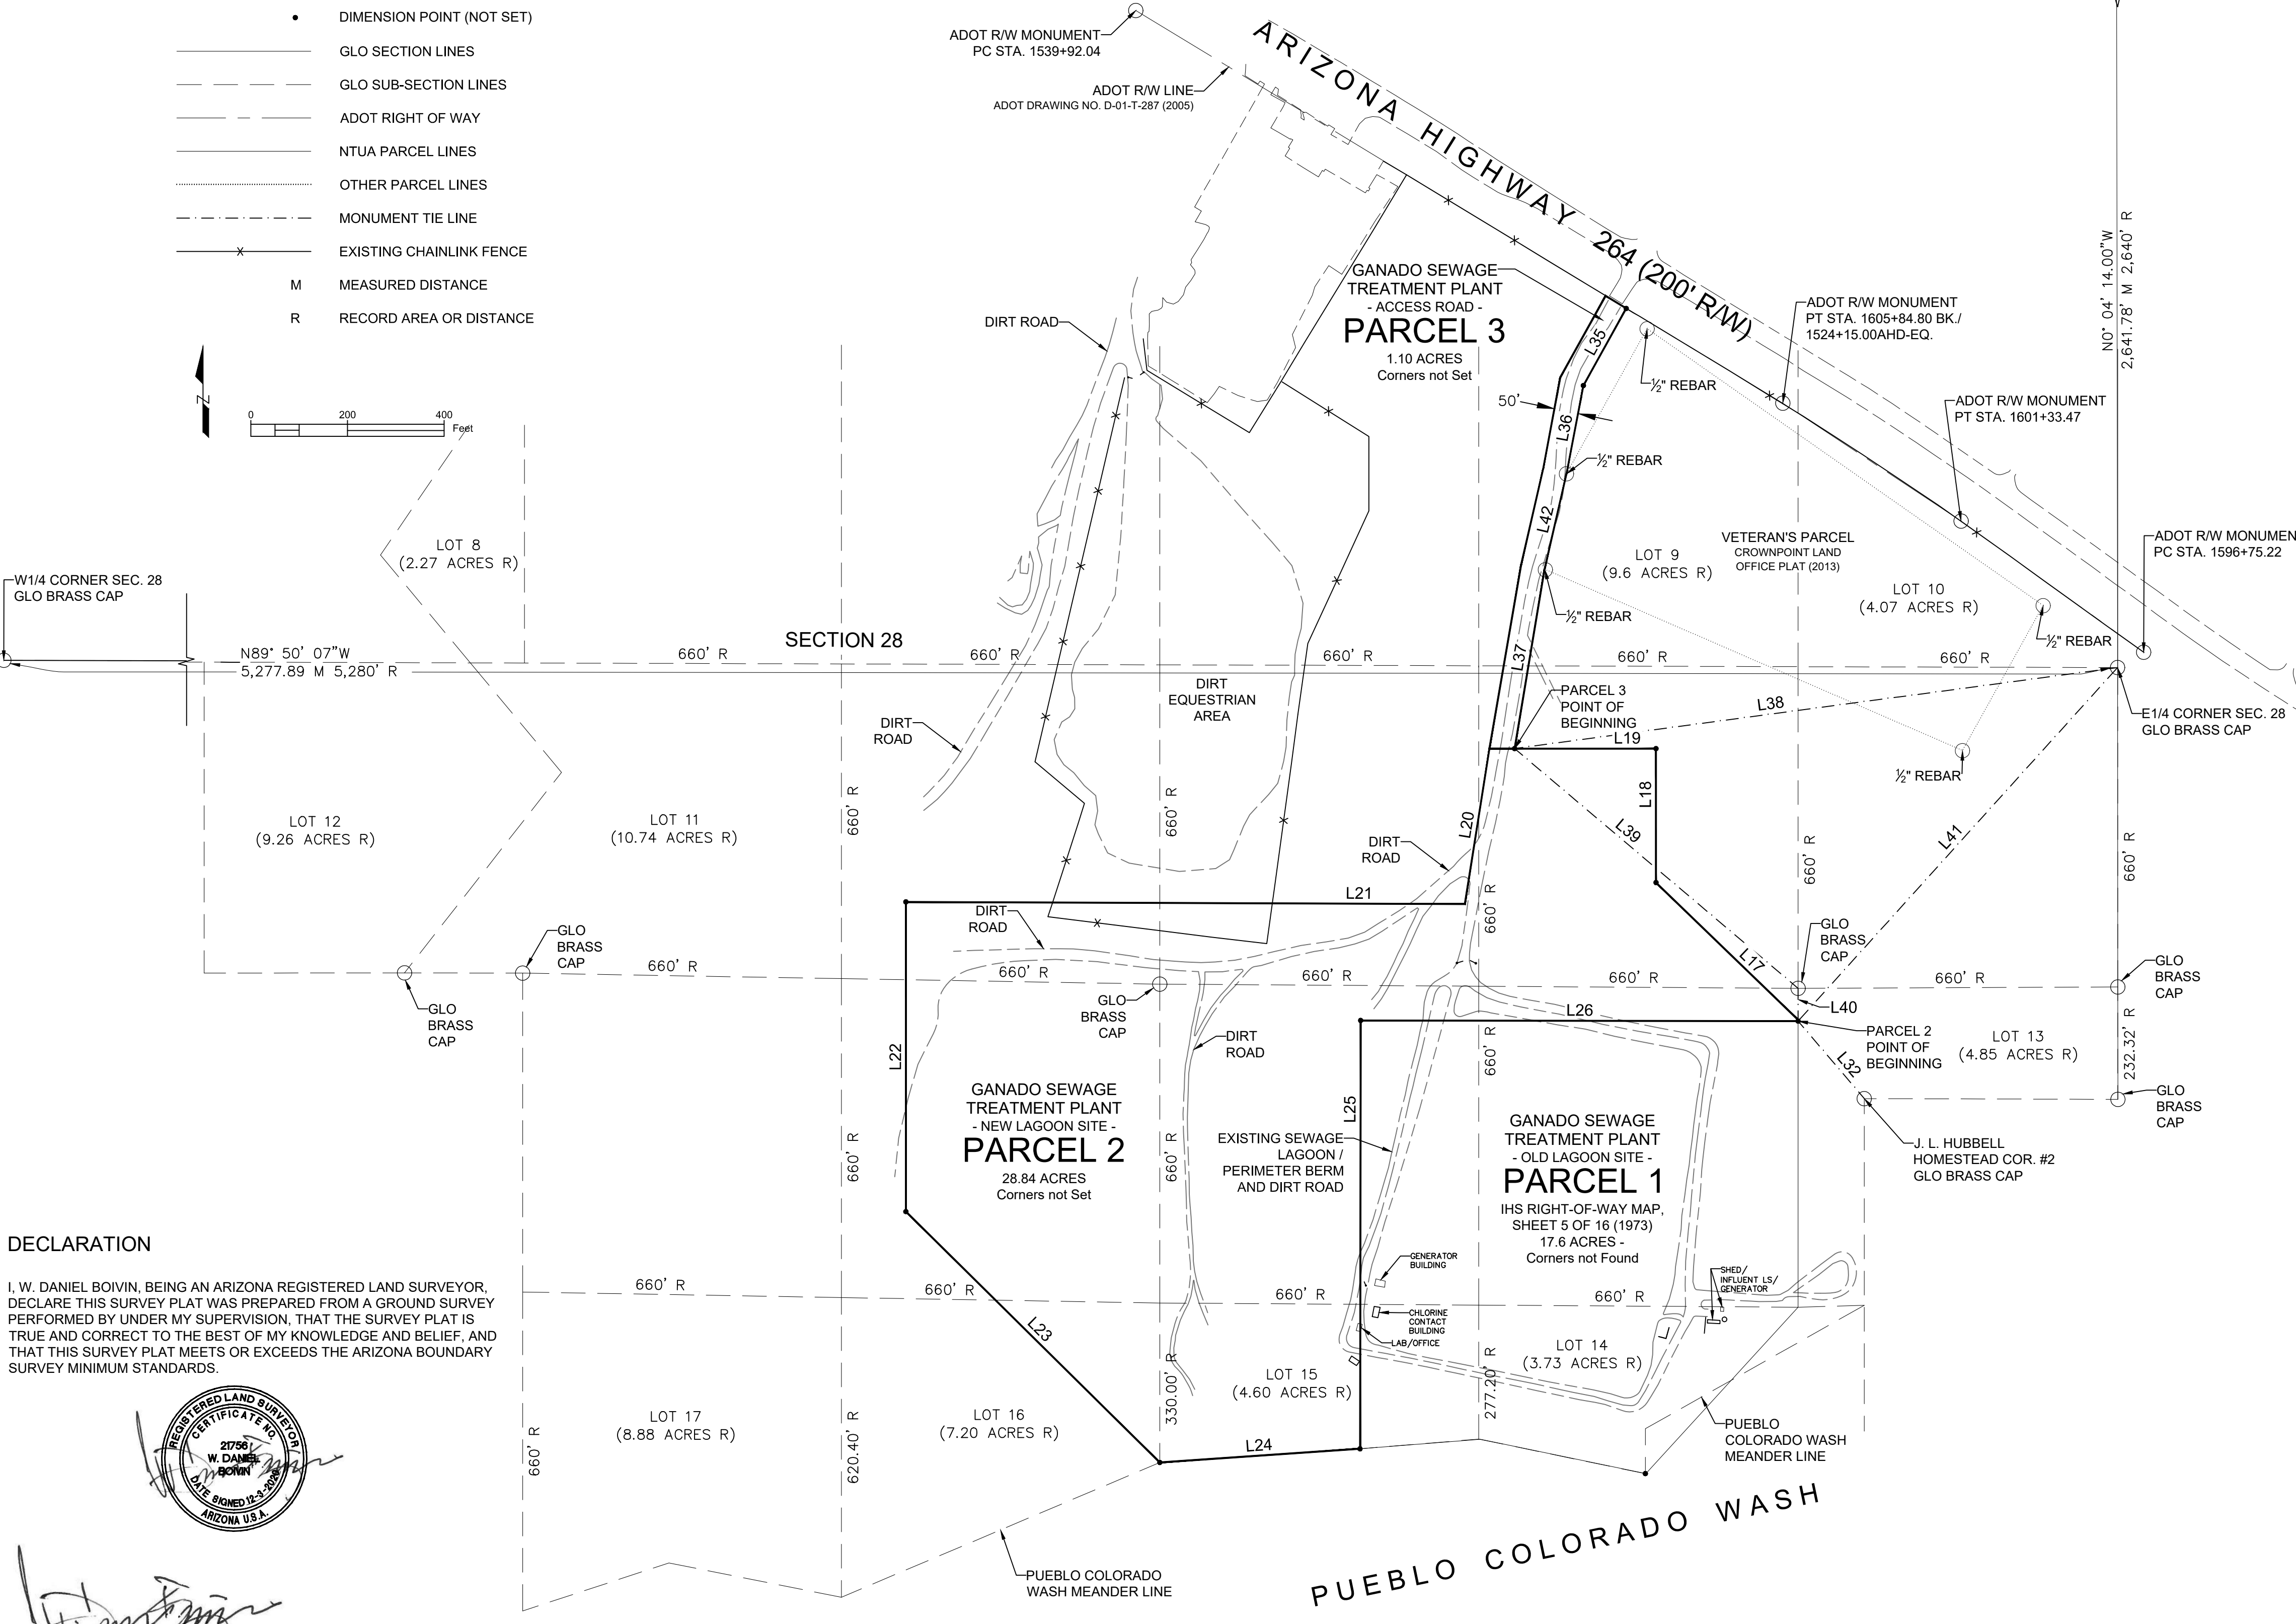 DIMENSION POINT (NOT SET)
GLO SECTION LINES
GLO SUB-SECTION LINES
ADOT RIGHT OF WAY
NTUA PARCEL LINES
OTHER PARCEL LINES
MONUMENT TIE LINE
X EXISTING CHAINLINK FENCE
M MEASURED DISTANCE
R RECORD AREA OR DISTANCE
N
0 200 400
Feet
ADOT R/W MONUMENT
PC STA. 1539+92.04
ADOT R/W LINE
ADOT DRAWING NO. D-01-T-287 (2005)
ARIZONA HIGHWAY 264 (200' R/W)
GANADO SEWAGE
TREATMENT PLANT
- ACCESS ROAD -
PARCEL 3
1.10 ACRES
Corners not Set
L35
50'
L36
½" REBAR
½" REBAR
L42
½" REBAR
L37
ADOT R/W MONUMENT
PT STA. 1605+84.80 BK./
1524+15.00AHD-EQ.
ADOT R/W MONUMENT
PT STA. 1601+33.47
N0° 04' 14.00"W
2,641.78' M 2,640' R
ADOT R/W MONUMEN
PC STA. 1596+75.22
DIRT ROAD
LOT 8
(2.27 ACRES R)
VETERAN'S PARCEL
CROWNPOINT LAND
OFFICE PLAT (2013)
LOT 9
(9.6 ACRES R)
LOT 10
(4.07 ACRES R)
½" REBAR
W1/4 CORNER SEC. 28
GLO BRASS CAP
SECTION 28
N89° 50' 07"W
5,277.89 M 5,280' R
660' R
660' R
660' R
660' R
660' R
DIRT
EQUESTRIAN
AREA
DIRT
ROAD
PARCEL 3
POINT OF
BEGINNING
L38
L19
L18
½" REBAR
E1/4 CORNER SEC. 28
GLO BRASS CAP
LOT 12
(9.26 ACRES R)
LOT 11
(10.74 ACRES R)
660' R
660' R
L20
DIRT
ROAD
L39
L41
660' R
660' R
L21
660' R
DIRT
ROAD
GLO
BRASS
CAP
GLO
BRASS
CAP
660' R
660' R
660' R
660' R
660' R
GLO
BRASS
CAP
GLO
BRASS
CAP
L17
L40
GLO
BRASS
CAP
L22
DIRT
ROAD
L26
660' R
PARCEL 2
POINT OF
BEGINNING
LOT 13
(4.85 ACRES R)
232.32' R
L32
GLO
BRASS
CAP
GANADO SEWAGE
TREATMENT PLANT
- NEW LAGOON SITE -
PARCEL 2
28.84 ACRES
Corners not Set
660' R
660' R
L25
EXISTING SEWAGE
LAGOON /
PERIMETER BERM
AND DIRT ROAD
GANADO SEWAGE
TREATMENT PLANT
- OLD LAGOON SITE -
PARCEL 1
IHS RIGHT-OF-WAY MAP,
SHEET 5 OF 16 (1973)
17.6 ACRES -
Corners not Found
J. L. HUBBELL
HOMESTEAD COR. #2
GLO BRASS CAP
GENERATOR
BUILDING
CHLORINE
CONTACT
BUILDING
LAB/OFFICE
SHED/
INFLUENT LS/
GENERATOR
660' R
660' R
660' R
660' R
L23
LOT 14
(3.73 ACRES R)
LOT 15
(4.60 ACRES R)
330.00' R
277.20' R
LOT 16
(7.20 ACRES R)
LOT 17
(8.88 ACRES R)
L24
660' R
620.40' R
PUEBLO
COLORADO WASH
MEANDER LINE
PUEBLO COLORADO
WASH MEANDER LINE
PUEBLO COLORADO WASH
DECLARATION
I, W. DANIEL BOIVIN, BEING AN ARIZONA REGISTERED LAND SURVEYOR,
DECLARE THIS SURVEY PLAT WAS PREPARED FROM A GROUND SURVEY
PERFORMED BY UNDER MY SUPERVISION, THAT THE SURVEY PLAT IS
TRUE AND CORRECT TO THE BEST OF MY KNOWLEDGE AND BELIEF, AND
THAT THIS SURVEY PLAT MEETS OR EXCEEDS THE ARIZONA BOUNDARY
SURVEY MINIMUM STANDARDS.
REGISTERED LAND SURVEYOR
CERTIFICATE NO.
21756
W. DANIEL
BOIVIN
DATE SIGNED 12-3-2020
ARIZONA U.S.A.